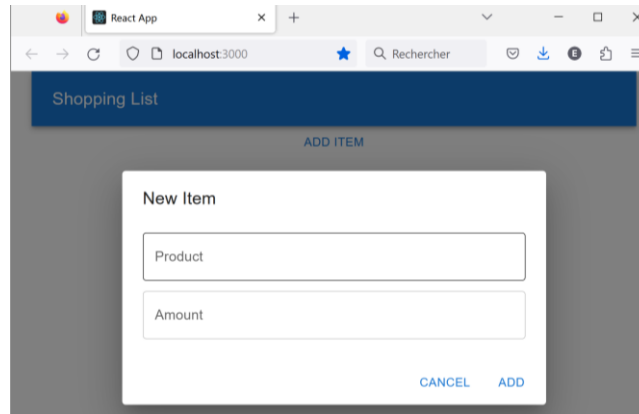 React App
localhost:3000
Rechercher
E
Shopping List
ADD ITEM
New Item
Product
Amount
CANCEL ADD